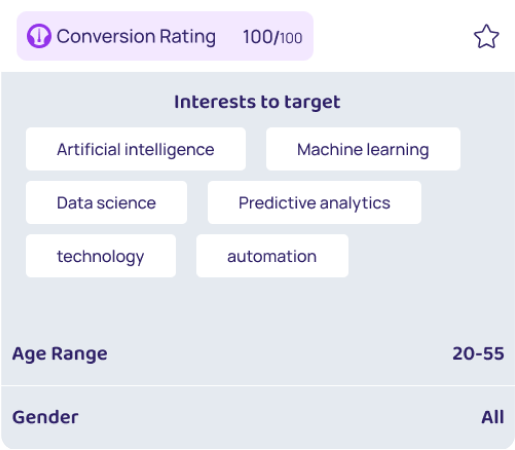 Conversion Rating 100/100
Interests to target
Artificial intelligence Machine learning
Data science Predictive analytics
technology automation
Age Range 20-55
Gender All